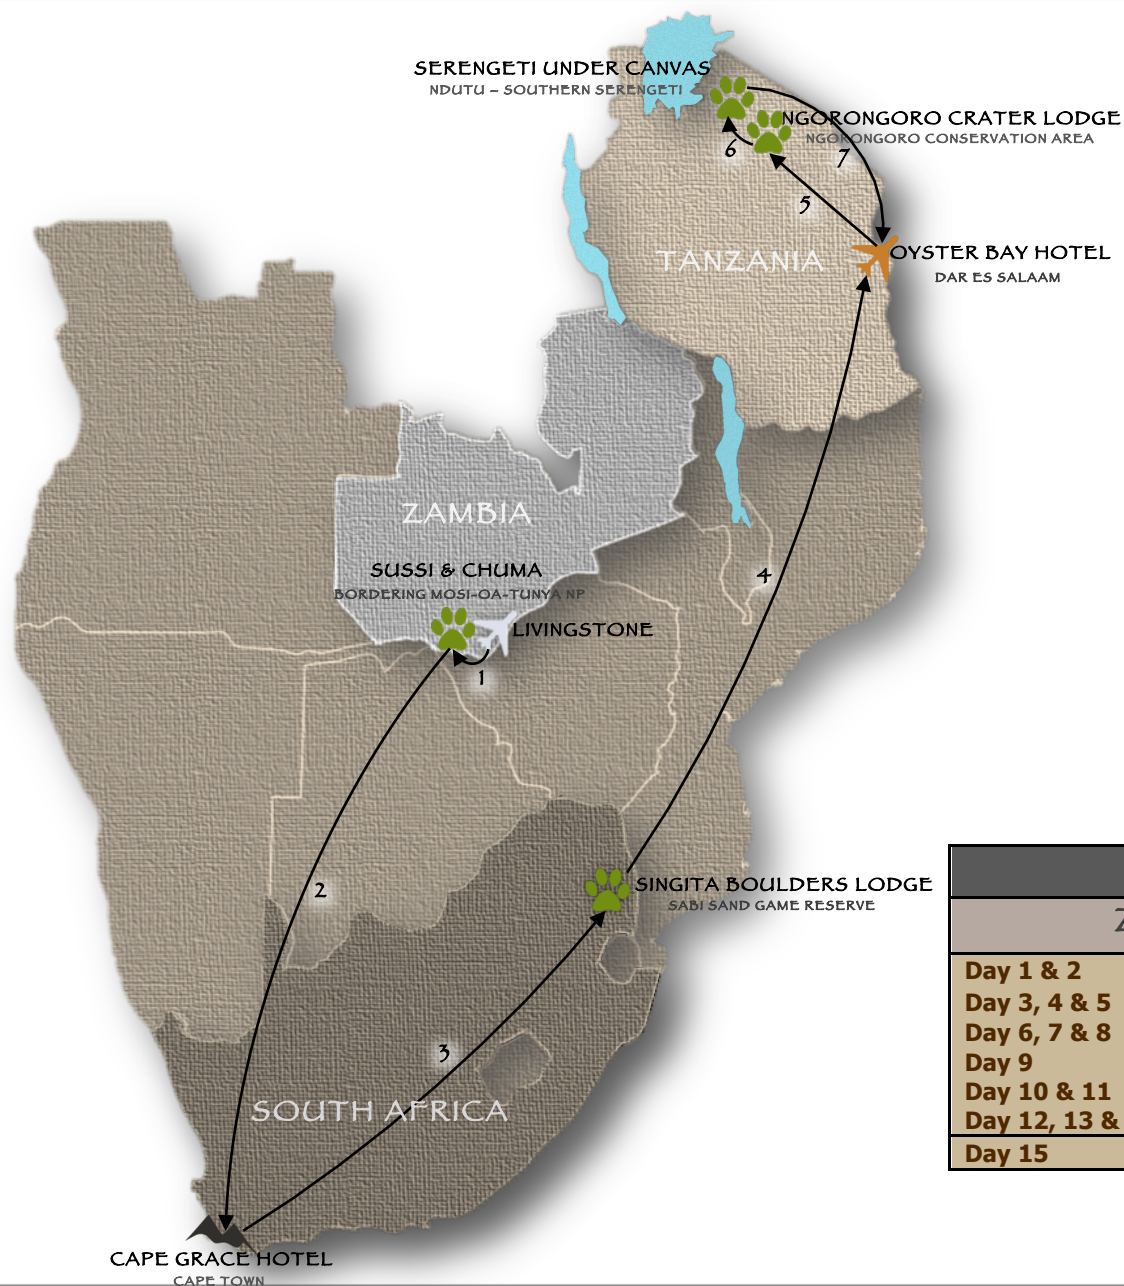 SERENGETI UNDER CANVAS
NDUTU – SOUTHERN SERENGETI
NGORONGORO CRATER LODGE
NGORONGORO CONSERVATION AREA
6
7
5
TANZANIA
OYSTER BAY HOTEL
DAR ES SALAAM
ZAMBIA
SUSSI & CHUMA
BORDERING MOSI-OA-TUNYA NP
4
LIVINGSTONE
1
2
SINGITA BOULDERS LODGE
SABI SAND GAME RESERVE
3
SOUTH AFRICA
CAPE GRACE HOTEL
CAPE TOWN
Day 1 & 2
Day 3, 4 & 5
Day 6, 7 & 8
Day 9
Day 10 & 11
Day 12, 13 &
Day 15